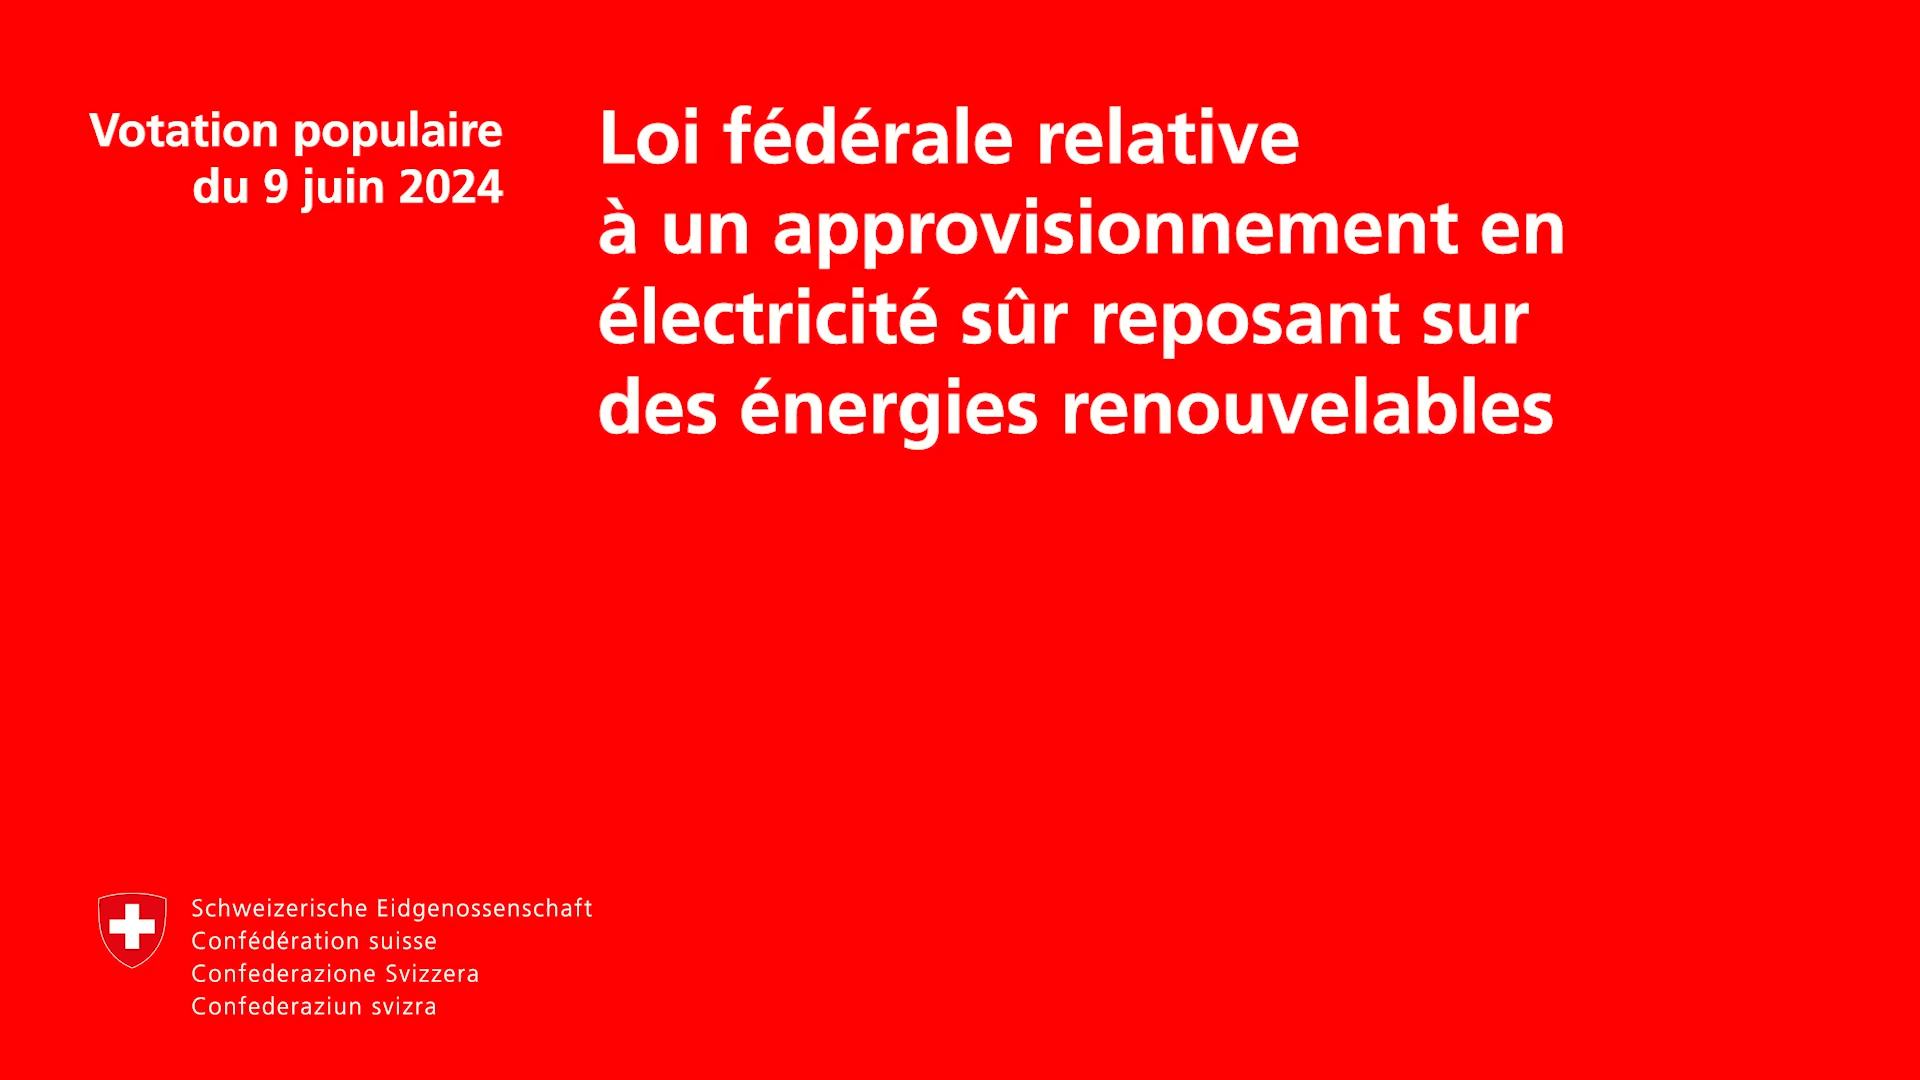 Votation populaire
du 9 juin 2024
Loi fédérale relative
à un approvisionnement en
électricité sûr reposant sur
des énergies renouvelables
Schweizerische Eidgenossenschaft
Confédération suisse
Confederazione Svizzera
Confederaziun svizra